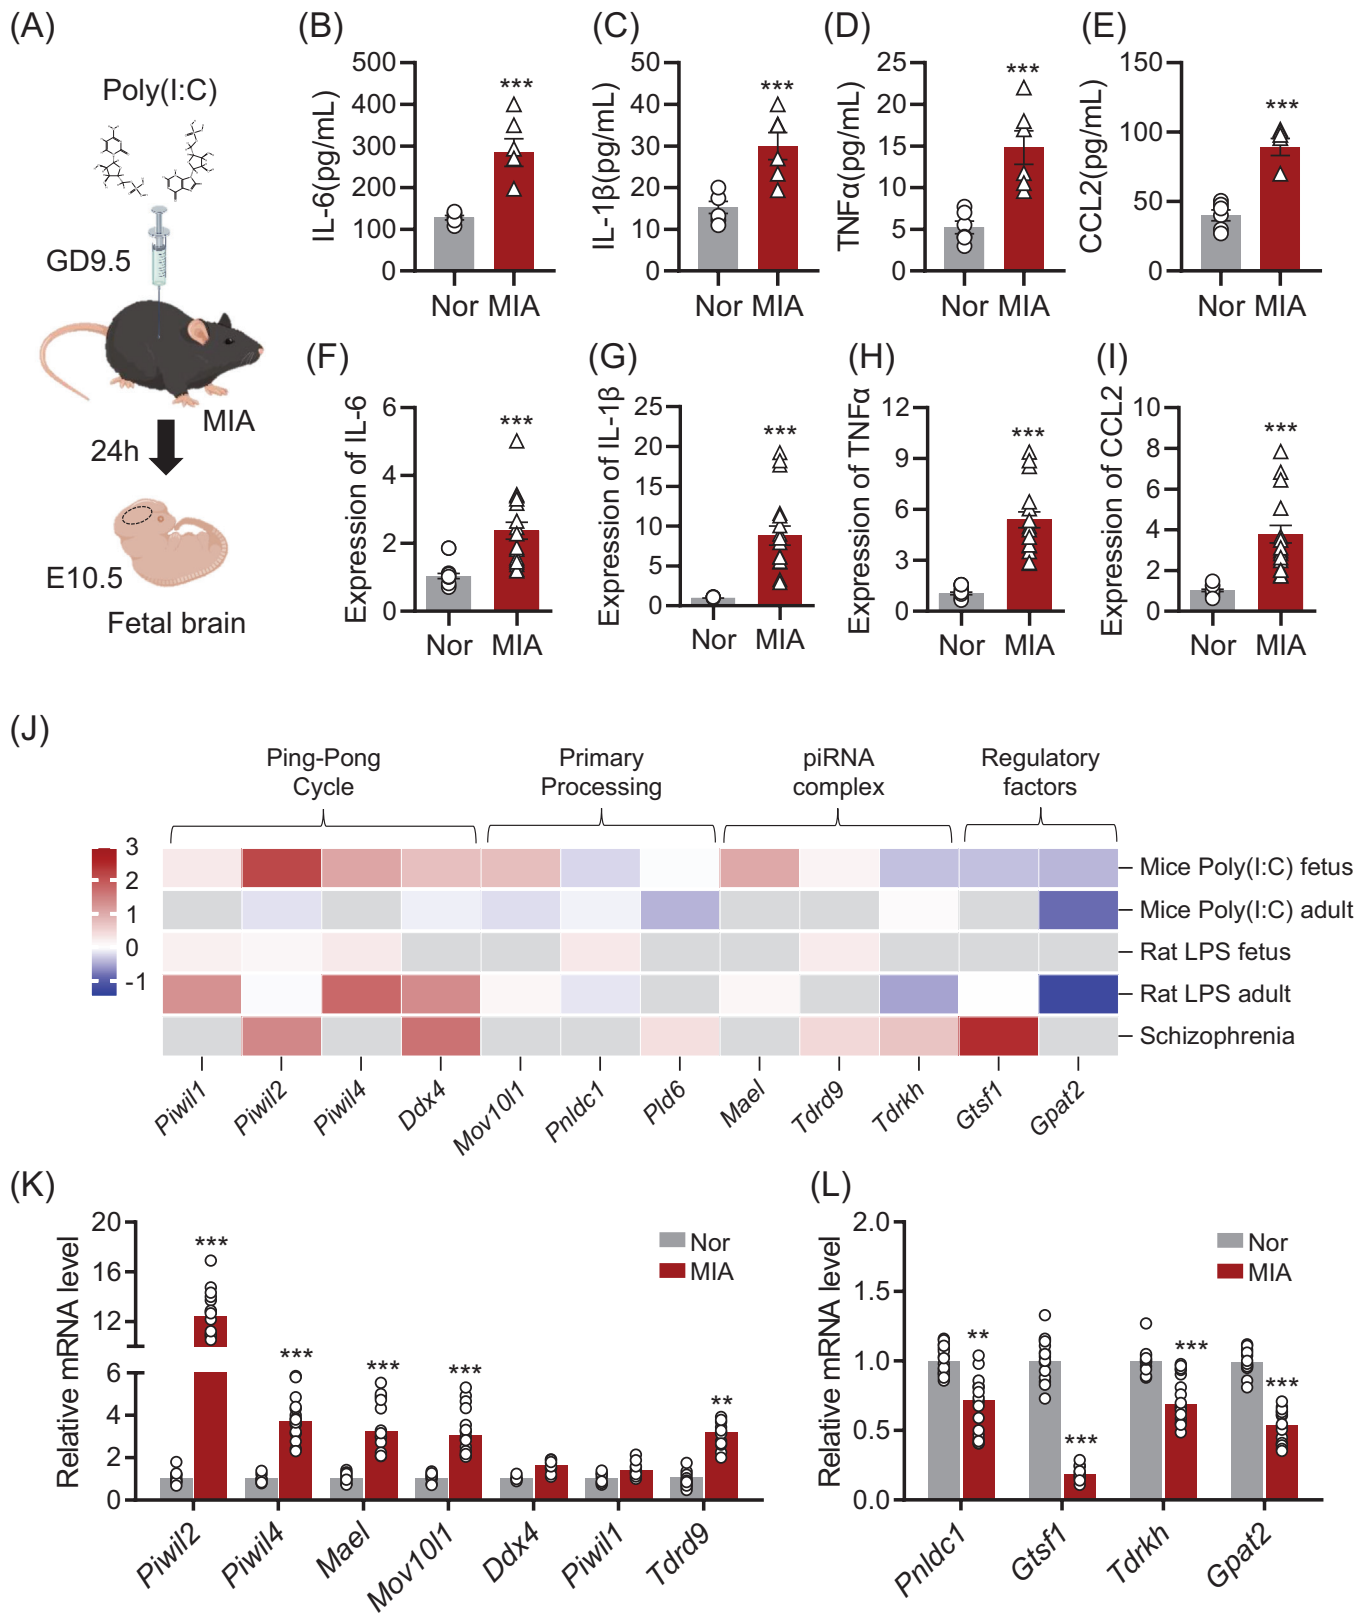 (A)
Poly(I:C)
GD9.5
MIA
24h
E10.5
Fetal brain
(B)
IL-6(pg/mL)
500
400
300
200
100
0
***
Nor MIA
(C)
IL-1β(pg/mL)
50
40
30
20
10
0
***
Nor MIA
(D)
TNFα(pg/mL)
25
20
15
10
5
0
***
Nor MIA
(E)
CCL2(pg/mL)
150
100
50
0
***
Nor MIA
(F)
Expression of IL-6
6
4
2
0
***
Nor MIA
(G)
Expression of IL-1β
25
20
15
10
5
0
***
Nor MIA
(H)
Expression of TNFα
12
9
6
3
0
***
Nor MIA
(I)
Expression of CCL2
10
8
6
4
2
0
***
Nor MIA
(J)
Ping-Pong
Cycle
Primary
Processing
piRNA
complex
Regulatory
factors
3
2
1
0
-1
Mice Poly(I:C) fetus
Mice Poly(I:C) adult
Rat LPS fetus
Rat LPS adult
Schizophrenia
Piwil1
Piwil2
Piwil4
Ddx4
Mov10l1
Pnldc1
Pld6
Mael
Tdrd9
Tdrkh
Gtsf1
Gpat2
(K)
Relative mRNA level
20
16
12
6
4
2
0
Nor
MIA
***
***
***
***
**
Piwil2
Piwil4
Mael
Mov10l1
Ddx4
Piwil1
Tdrd9
(L)
Relative mRNA level
2.0
1.5
1.0
0.5
0.0
Nor
MIA
**
***
***
***
Pnldc1
Gtsf1
Tdrkh
Gpat2